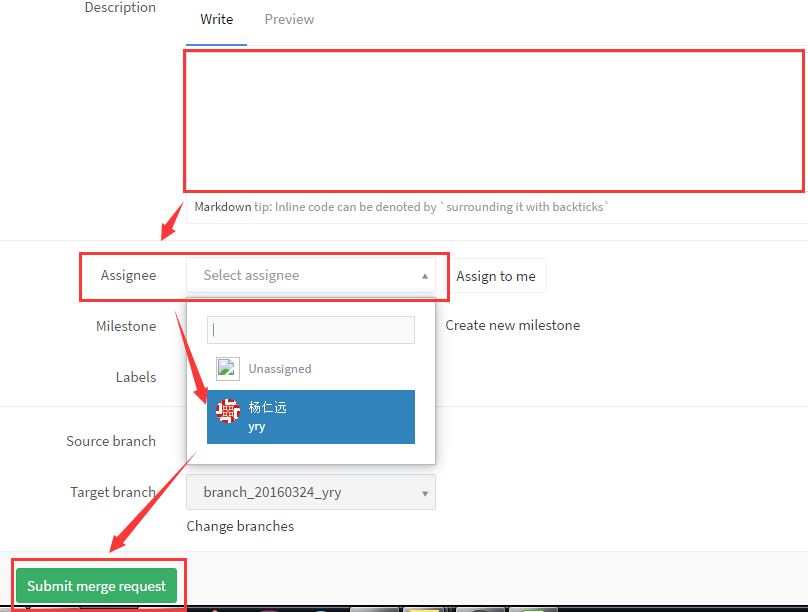 Description
Write Preview
Markdown tip: Inline code can be denoted by `surrounding it with backticks`
Assignee Select assignee Assign to me
Milestone Create new milestone
Unassigned
Labels
杨仁远
yry
Source branch
Target branch branch_20160324_yry
Change branches
Submit merge request